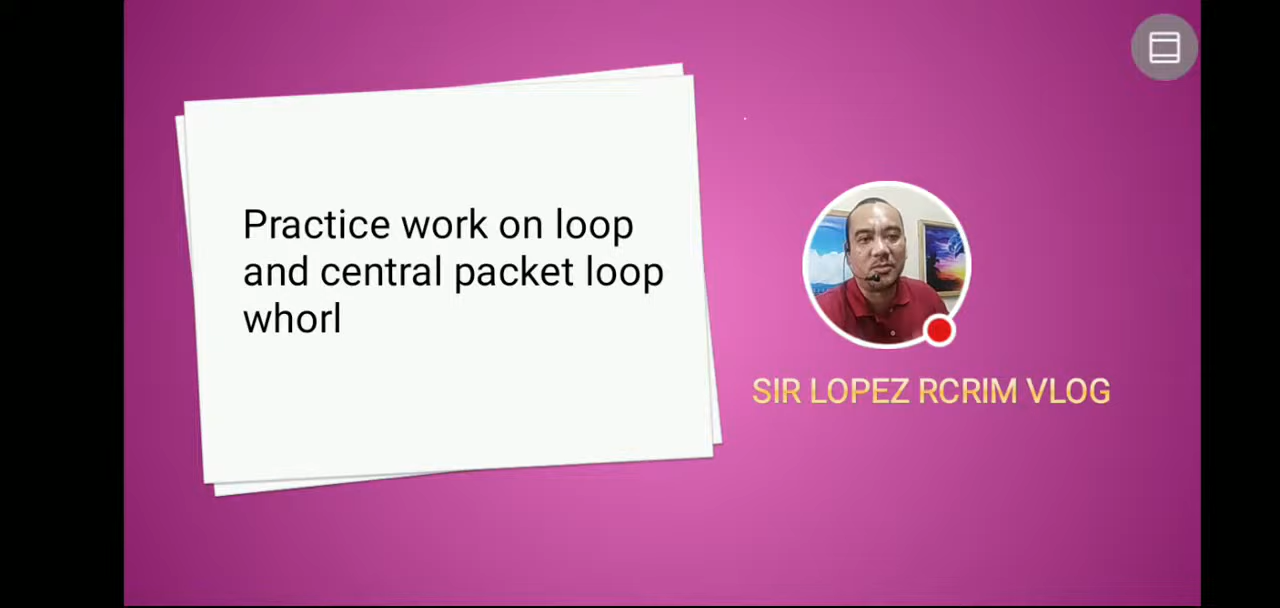 Practice work on loop
and central packet loop
whorl
SIR LOPEZ RCRIM VLOG